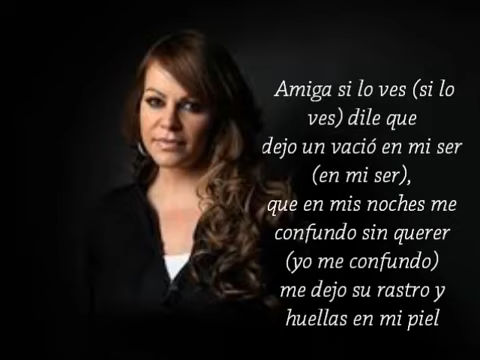 Amiga si lo ves (si lo
ves) dile que
dejo un vació en mi ser
(en mi ser),
que en mis noches me
confundo sin querer
(yo me confundo)
me dejo su rastro y
huellas en mi piel